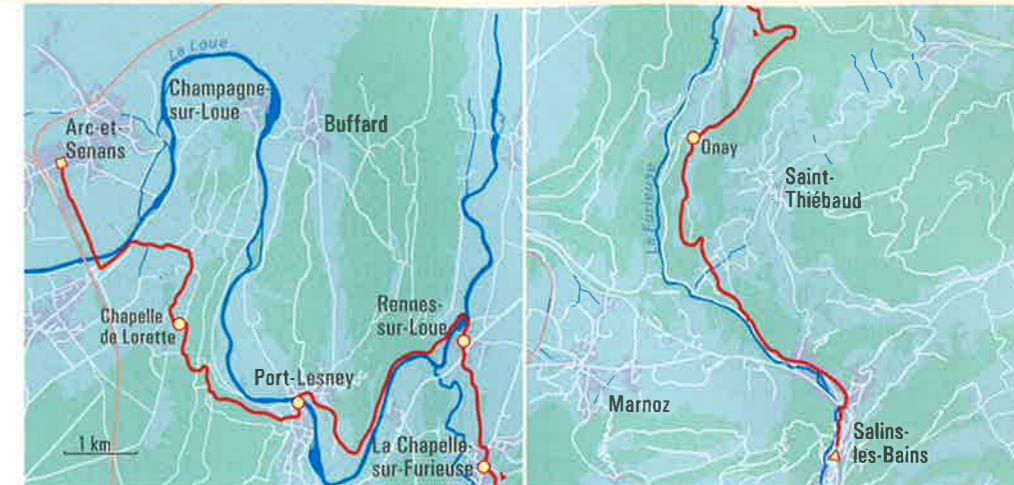 La Loue
Champagne-
sur-Loue
Arc-et-
Senans
Buffard
Chapelle
de Lorette
Rennes-
sur-Loue
Port-Lesney
La Chapelle-
sur-Furieuse
1 km
Onay
La Furieuse
Saint-
Thiébaud
Marnoz
Salins-
les-Bains